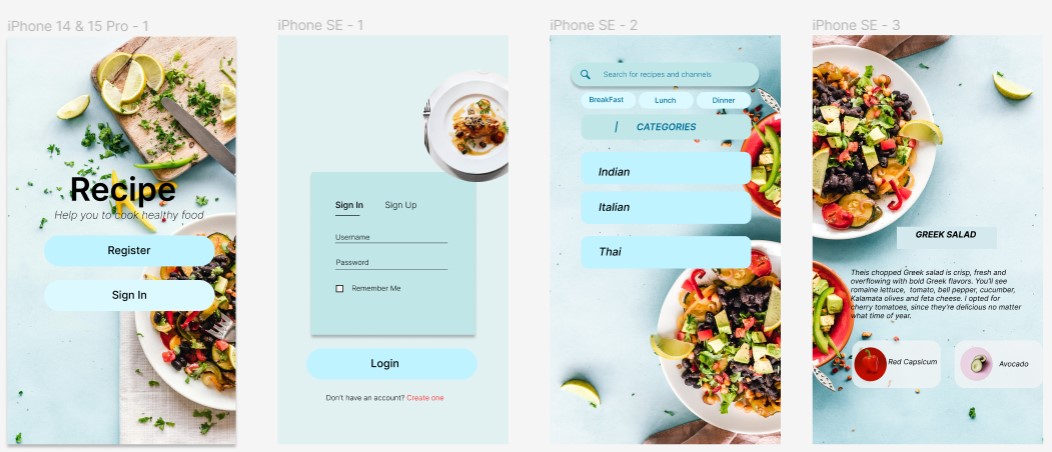 iPhone 14 & 15 Pro - 1
Recipe
Help you to cook healthy food
Register
Sign In
iPhone SE - 1
Sign In Sign Up
Username
Password
Remember Me
Login
Don't have an account? Create one
iPhone SE - 2
Search for recipes and channels
BreakFast Lunch Dinner
| CATEGORIES
Indian
Italian
Thai
iPhone SE - 3
GREEK SALAD
Theis chopped Greek salad is crisp, fresh and
overflowing with bold Greek flavors. You'll see
romaine lettuce, tomato, bell pepper, cucumber,
Kalamata olives and feta cheese. I opted for
cherry tomatoes, since they're delicious no matter
what time of year.
Red Capsicum
Avocado